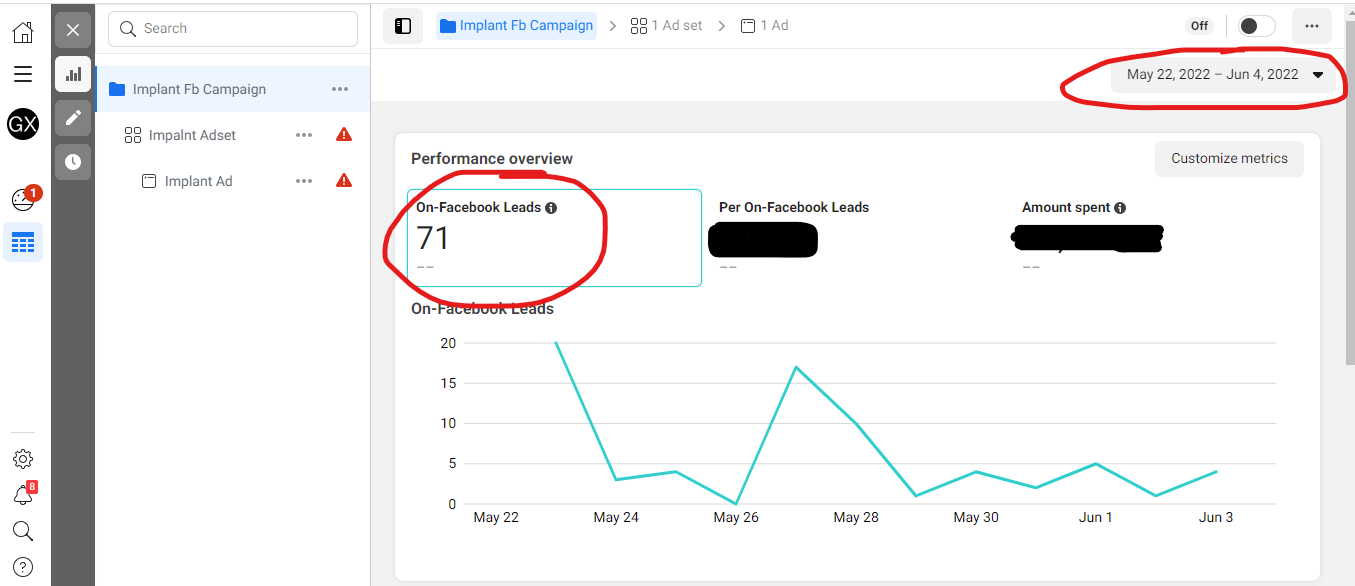 Implant Fb Campaign > 1 Ad set > 1 Ad
Off
Search
May 22, 2022 – Jun 4, 2022
GX
Implant Fb Campaign
Impalnt Adset
Implant Ad
1
8
Performance overview
Customize metrics
On-Facebook Leads
71
--
Per On-Facebook Leads
--
Amount spent
--
On-Facebook Leads
20
15
10
5
0
May 22 May 24 May 26 May 28 May 30 Jun 1 Jun 3